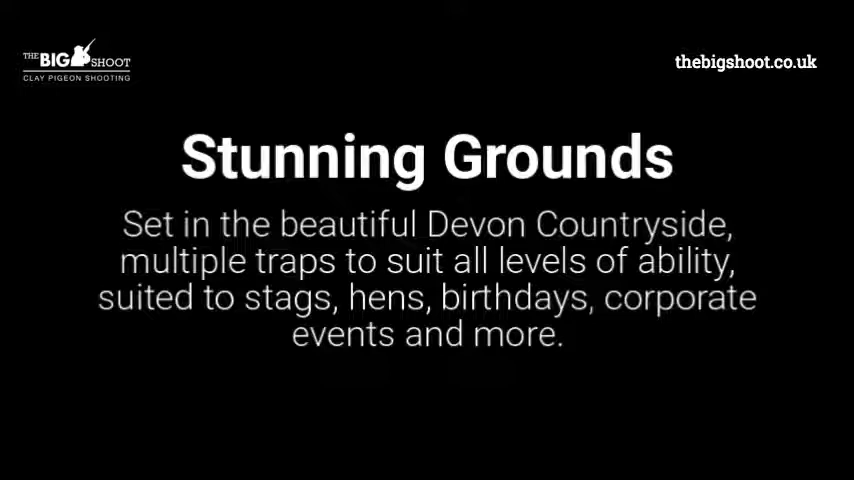 THE BIG SHOOT
CLAY PIGEON SHOOTING
thebigshoot.co.uk
Stunning Grounds
Set in the beautiful Devon Countryside,
multiple traps to suit all levels of ability,
suited to stags, hens, birthdays, corporate
events and more.